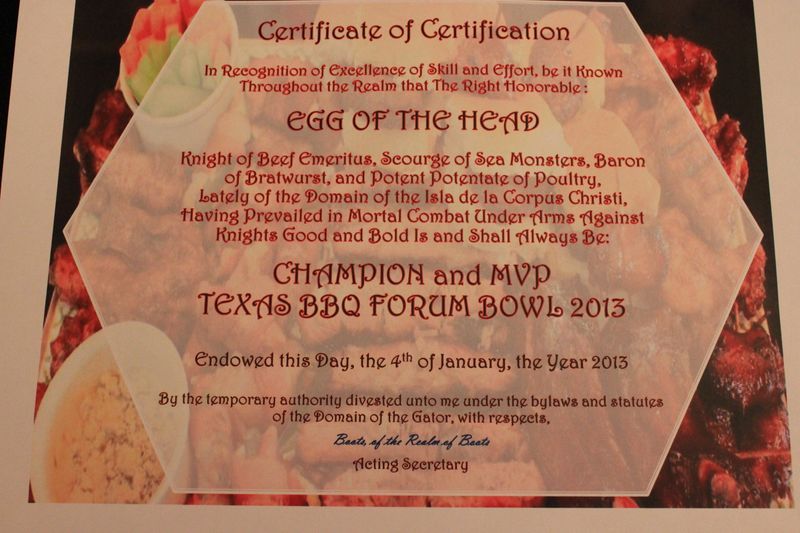 Certificate of Certification
In Recognition of Excellence of Skill and Effort, be it Known
Throughout the Realm that The Right Honorable :
EGG OF THE HEAD
Knight of Beef Emeritus, Scourge of Sea Monsters, Baron
of Bratwurst, and Potent Potentate of Poultry,
Lately of the Domain of the Isla de la Corpus Christi,
Having Prevailed in Mortal Combat Under Arms Against
Knights Good and Bold Is and Shall Always Be:
CHAMPION and MVP
TEXAS BBQ FORUM BOWL 2013
Endowed this Day, the 4th of January, the Year 2013
By the temporary authority divested unto me under the bylaws and statutes
of the Domain of the Gator, with respects,
Boots, of the Realm of Boots
Acting Secretary